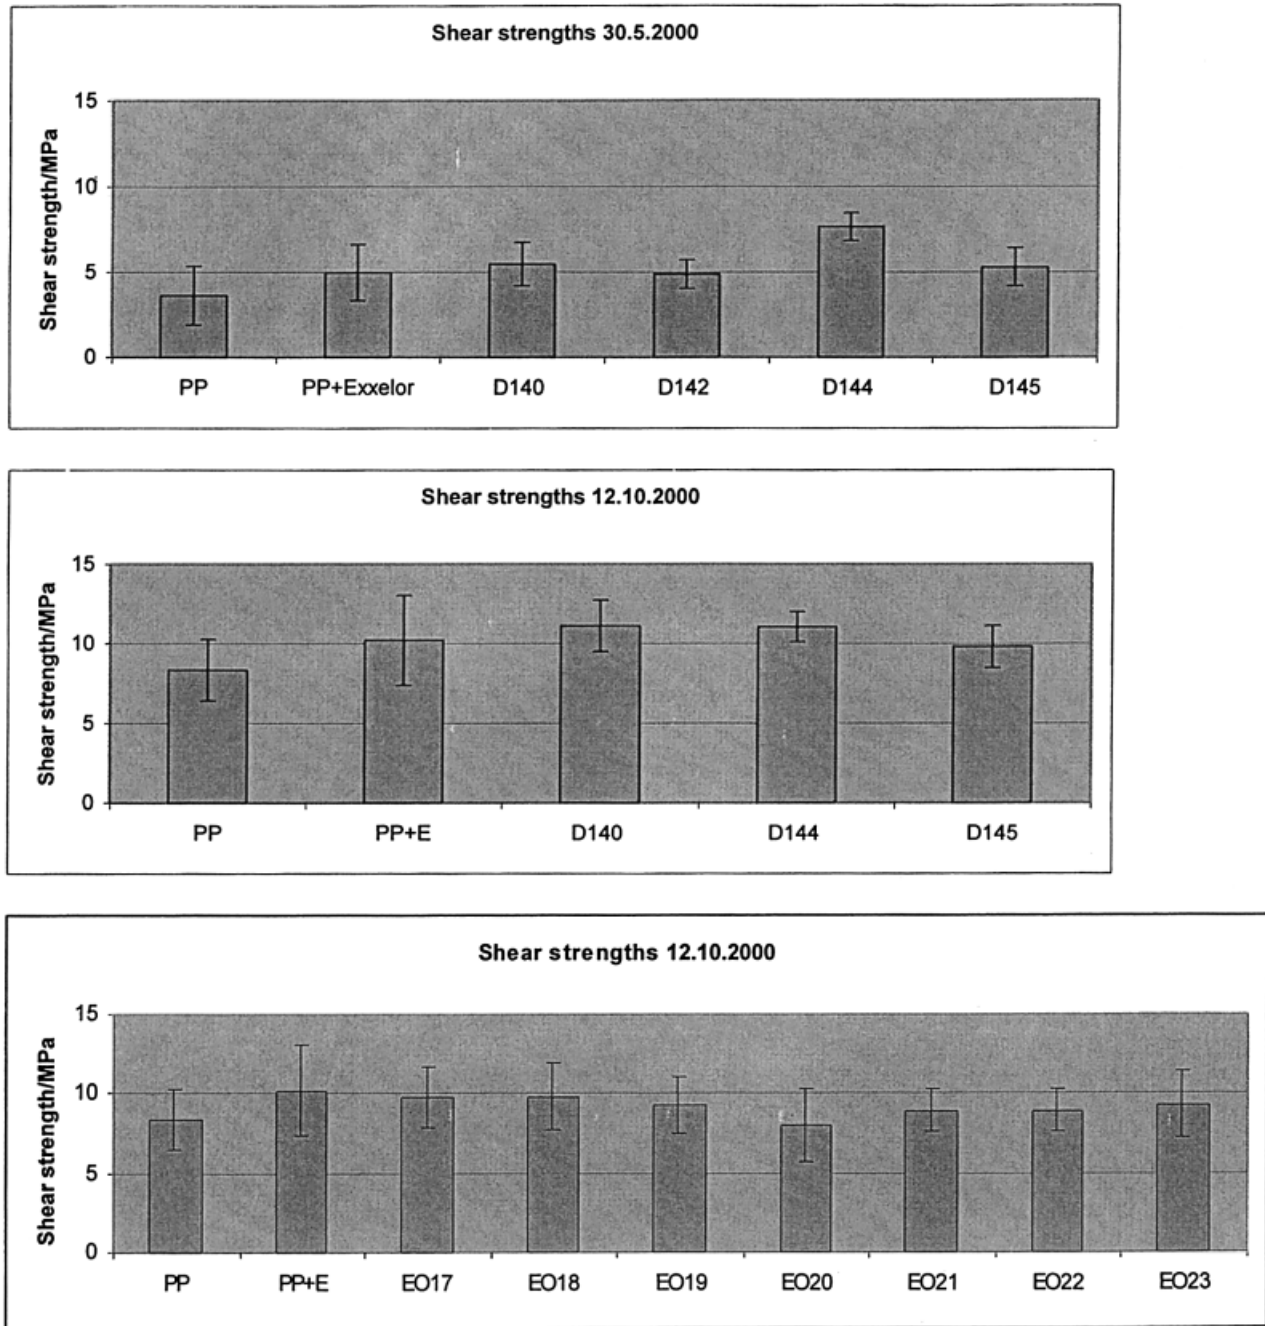 Shear strengths 30.5.2000
Shear strength/MPa
15
10
5
0
PP PP+Exxelor D140 D142 D144 D145
Shear strengths 12.10.2000
Shear strength/MPa
15
10
5
0
PP PP+E D140 D144 D145
Shear strengths 12.10.2000
Shear strength/MPa
15
10
5
0
PP PP+E EO17 EO18 EO19 EO20 EO21 EO22 EO23